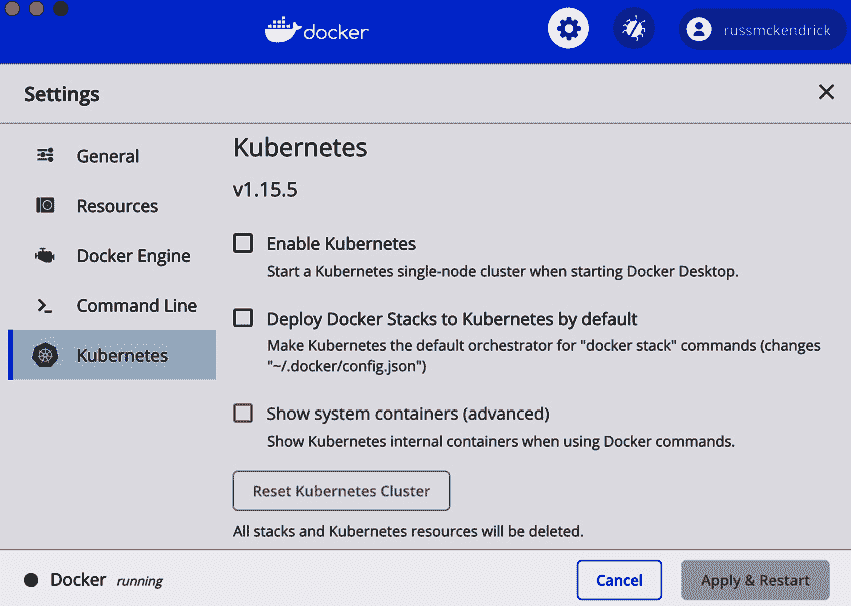 docker
russmckendrick
Settings
General
Resources
Docker Engine
Command Line
Kubernetes
Kubernetes
v1.15.5
Enable Kubernetes
Start a Kubernetes single-node cluster when starting Docker Desktop.
Deploy Docker Stacks to Kubernetes by default
Make Kubernetes the default orchestrator for "docker stack" commands (changes
"~/.docker/config.json")
Show system containers (advanced)
Show Kubernetes internal containers when using Docker commands.
Reset Kubernetes Cluster
All stacks and Kubernetes resources will be deleted.
Docker running
Cancel
Apply & Restart